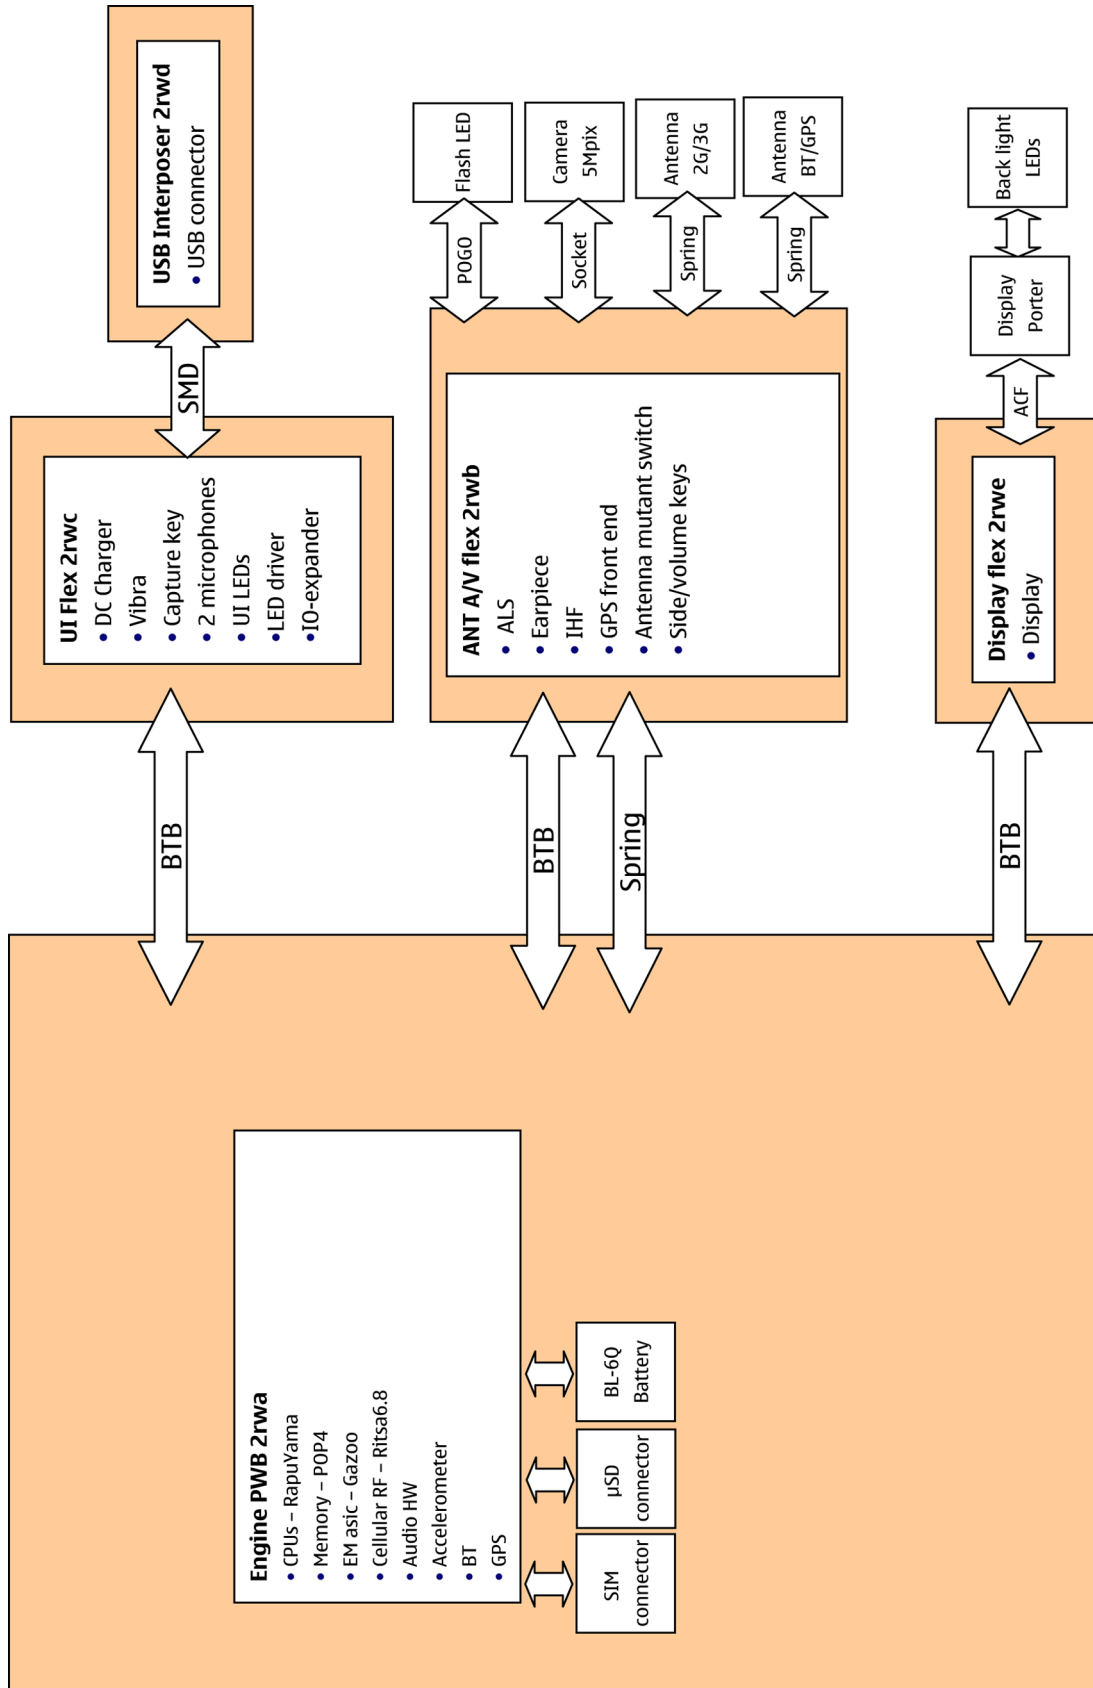 Engine PWB 2rwa
• CPUs – RapuYama
• Memory – POP4
• EM asic – Gazoo
• Cellular RF – Ritsa6.8
• Audio HW
• Accelerometer
• BT
• GPS
SIM
connector
µSD
connector
BL-6Q
Battery
BTB
BTB
Spring
BTB
UI Flex 2rwc
• DC Charger
• Vibra
• Capture key
• 2 microphones
• UI LEDs
•LED driver
•IO-expander
SMD
USB Interposer 2rwd
• USB connector
ANT A/V flex 2rwb
• ALS
• Earpiece
• IHF
• GPS front end
• Antenna mutant switch
• Side/volume keys
POGO
Flash LED
Socket
Camera
5Mpix
Spring
Antenna
2G/3G
Spring
Antenna
BT/GPS
Display flex 2rwe
• Display
ACF
Display
Porter
Back light
LEDs